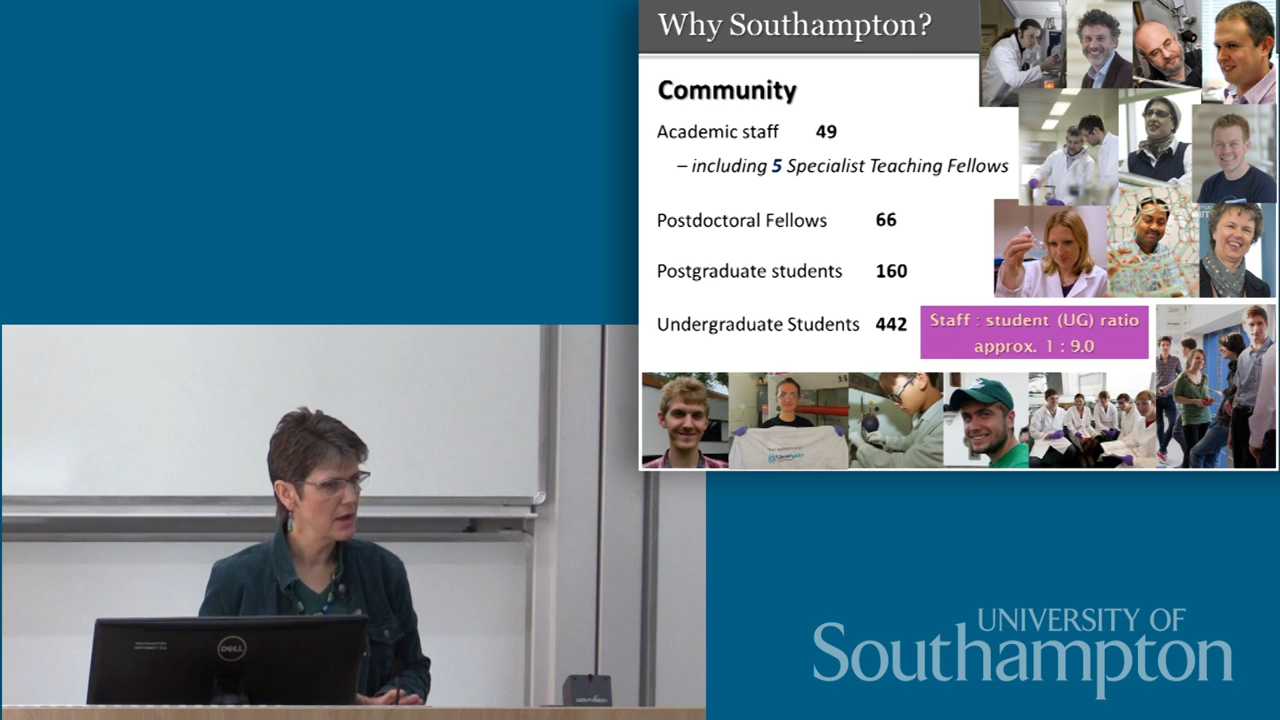 Why Southampton?
Community
Academic staff 49
– including 5 Specialist Teaching Fellows
Postdoctoral Fellows 66
Postgraduate students 160
Undergraduate Students 442
Staff : student (UG) ratio
approx. 1 : 9.0
DELL
UNIVERSITY OF
Southampton